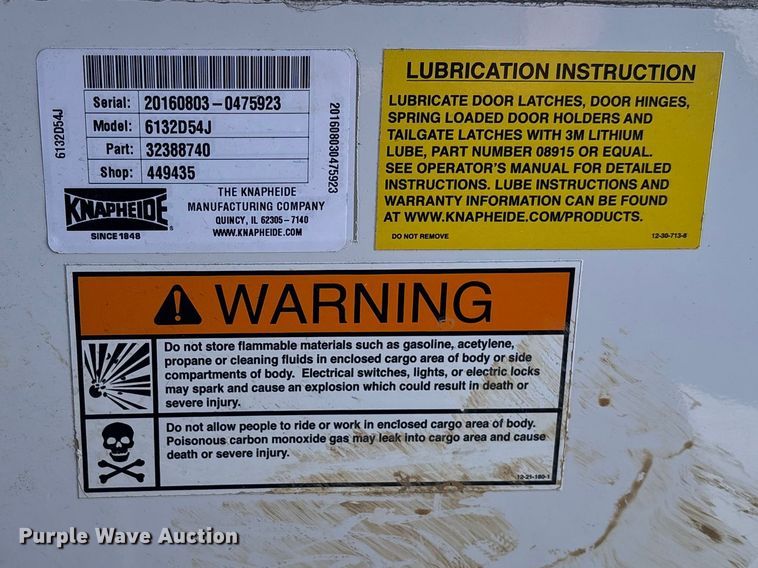 6132D54J
Serial: 20160803-0475923
Model: 6132D54J
Part: 32388740
Shop: 449435
201608030475923
KNAPHEIDE
SINCE 1848
THE KNAPHEIDE
MANUFACTURING COMPANY
QUINCY, IL 62305-7140
WWW.KNAPHEIDE.COM
LUBRICATION INSTRUCTION
LUBRICATE DOOR LATCHES, DOOR HINGES,
SPRING LOADED DOOR HOLDERS AND
TAILGATE LATCHES WITH 3M LITHIUM
LUBE, PART NUMBER 08915 OR EQUAL.
SEE OPERATOR'S MANUAL FOR DETAILED
INSTRUCTIONS. LUBE INSTRUCTIONS AND
WARRANTY INFORMATION CAN BE FOUND
AT WWW.KNAPHEIDE.COM/PRODUCTS.
DO NOT REMOVE 12-30-713-6
WARNING
Do not store flammable materials such as gasoline, acetylene,
propane or cleaning fluids in enclosed cargo area of body or side
compartments of body. Electrical switches, lights, or electric locks
may spark and cause an explosion which could result in death or
severe injury.
Do not allow people to ride or work in enclosed cargo area of body.
Poisonous carbon monoxide gas may leak into cargo area and cause
death or severe injury.
12-21-180-1
Purple Wave Auction